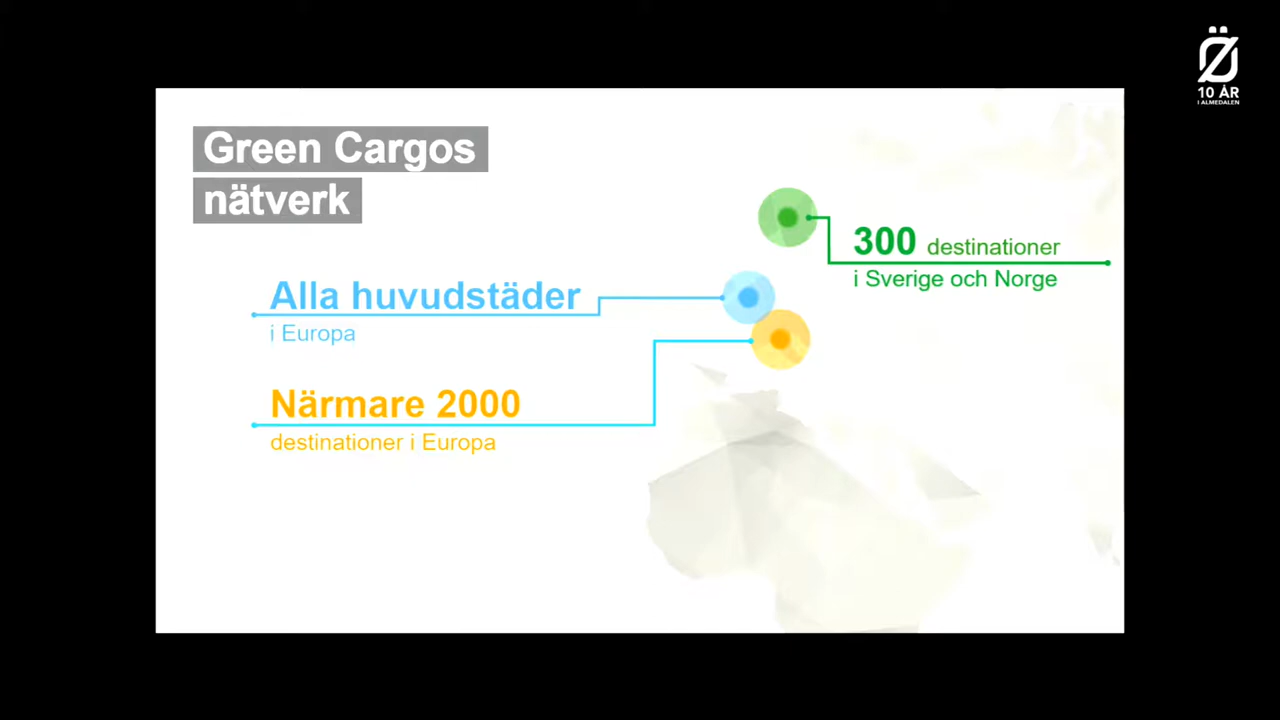 Green Cargos
nätverk
300 destinationer
i Sverige och Norge
Alla huvudstäder
i Europa
Närmare 2000
destinationer i Europa
10 ÅR
I ALMEDALEN